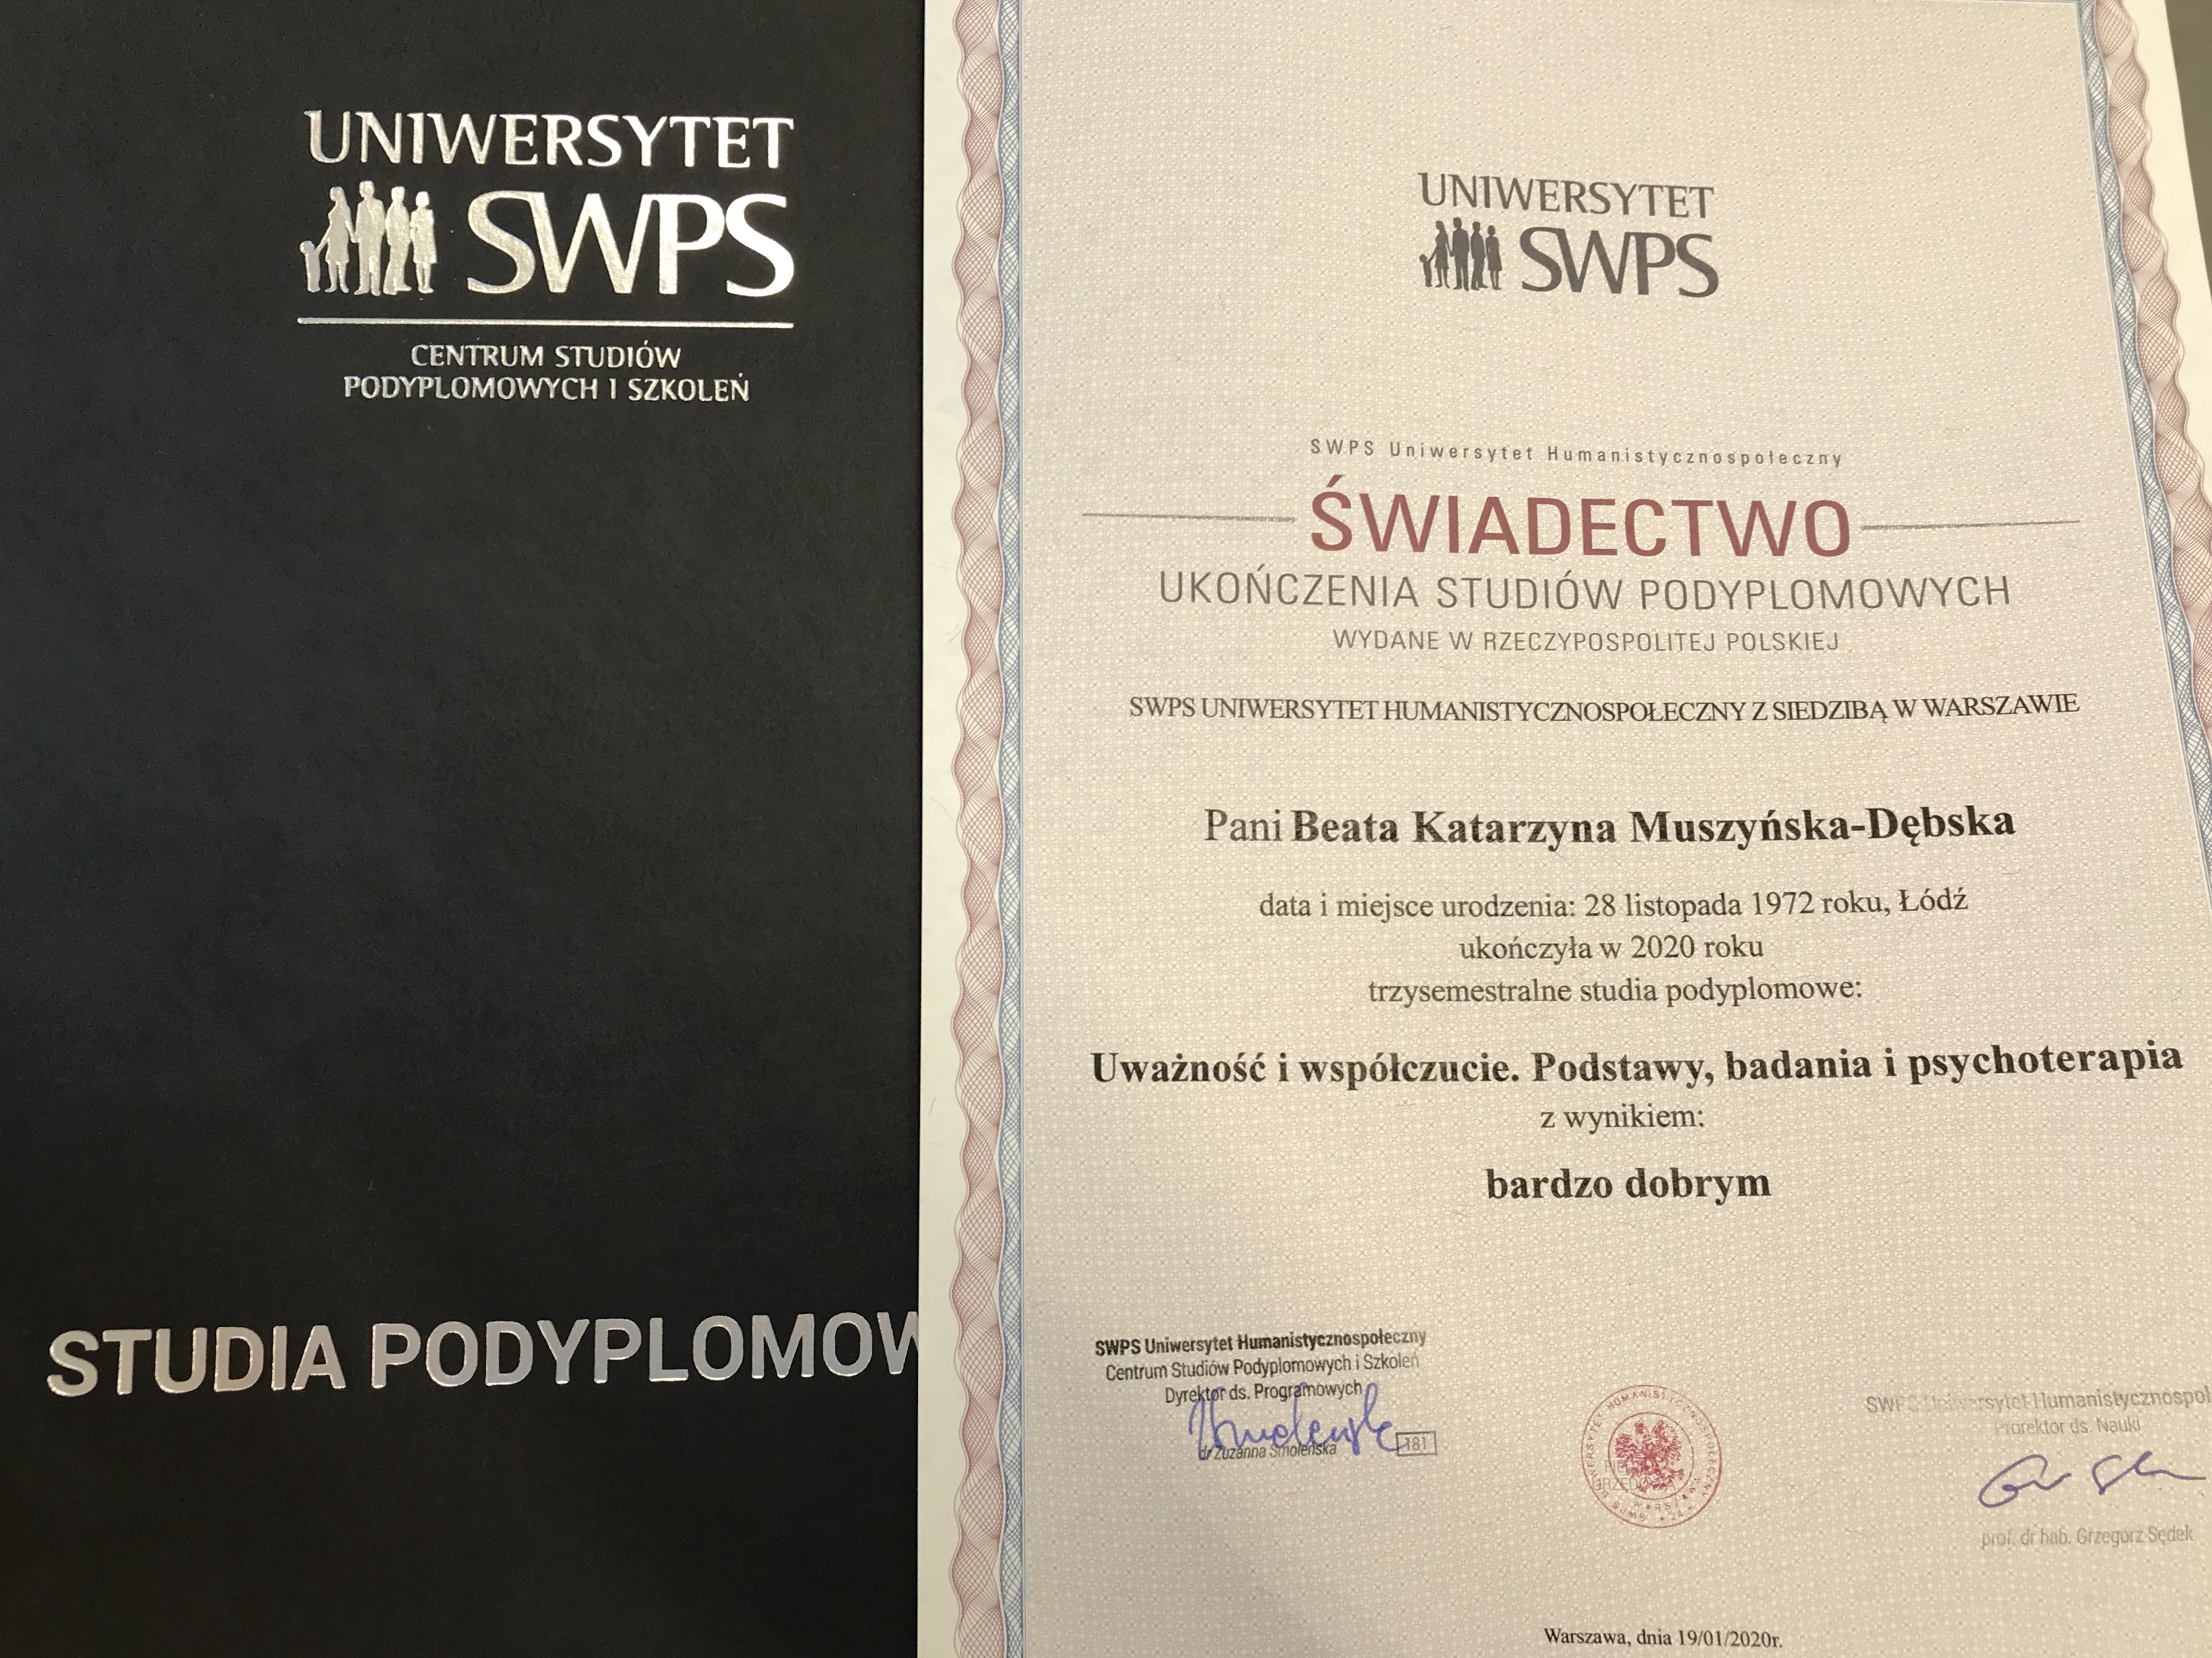 UNIWERSYTET
SWPS
CENTRUM STUDIÓW
PODYPLOMOWYCH I SZKOLEŃ
STUDIA PODYPLOMOW
UNIWERSYTET
SWPS
SWPS Uniwersytet Humanistycznospołeczny
ŚWIADECTWO
UKOŃCZENIA STUDIÓW PODYPLOMOWYCH
WYDANE W RZECZYPOSPOLITEJ POLSKIEJ
SWPS UNIWERSYTET HUMANISTYCZNOSPOŁECZNY Z SIEDZIBĄ W WARSZAWIE
Pani Beata Katarzyna Muszyńska-Dębska
data i miejsce urodzenia: 28 listopada 1972 roku, Łódź
ukończyła w 2020 roku
trzysemestralne studia podyplomowe:
Uważność i współczucie. Podstawy, badania i psychoterapia
z wynikiem:
bardzo dobrym
SWPS Uniwersytet Humanistycznospołeczny
Centrum Studiów Podyplomowych i Szkoleń
Dyrektor ds. Programowych
dr Zuzanna Smoleńska
181
SWPS Uniwersytet Humanistycznospoł
Prorektor ds. Nauki
prof. dr hab. Grzegorz Sędek
Warszawa, dnia 19/01/2020r.